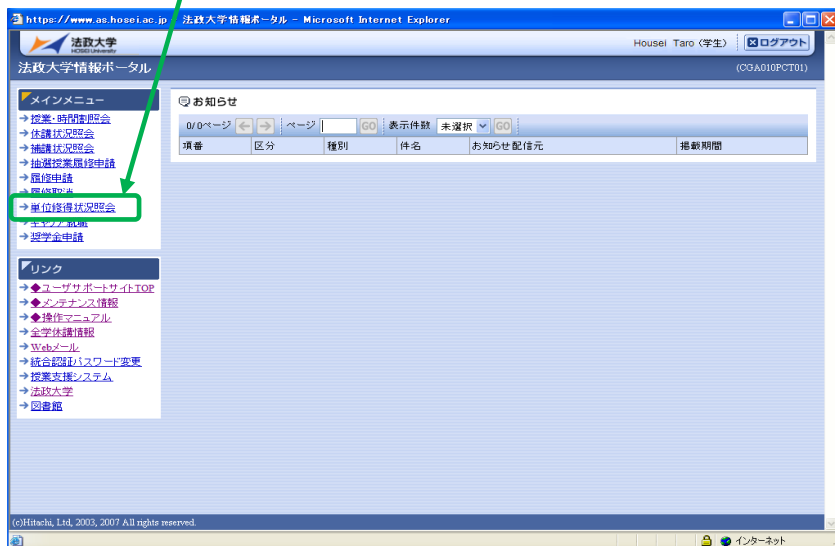 https://www.as.hosei.ac.jp 法政大学情報ポータル - Microsoft Internet Explorer
法政大学
HOSEI University
Housei Taro (学生) ログアウト
法政大学情報ポータル (CGA010PCT01)
メインメニュー
授業・時間割照会
休講状況照会
補講状況照会
抽選授業履修申請
履修申請
履修取消
単位修得状況照会
キャリア就職
奨学金申請
リンク
◆ユーザサポートサイトTOP
◆メンテナンス情報
◆操作マニュアル
全学休講情報
Webメール
統合認証パスワード変更
授業支援システム
法政大学
図書館
お知らせ
0/0ページ ページ GO 表示件数 未選択 GO
項番 区分 種別 件名 お知らせ配信元 掲載期間
(c)Hitachi, Ltd, 2003, 2007 All rights reserved.
インターネット